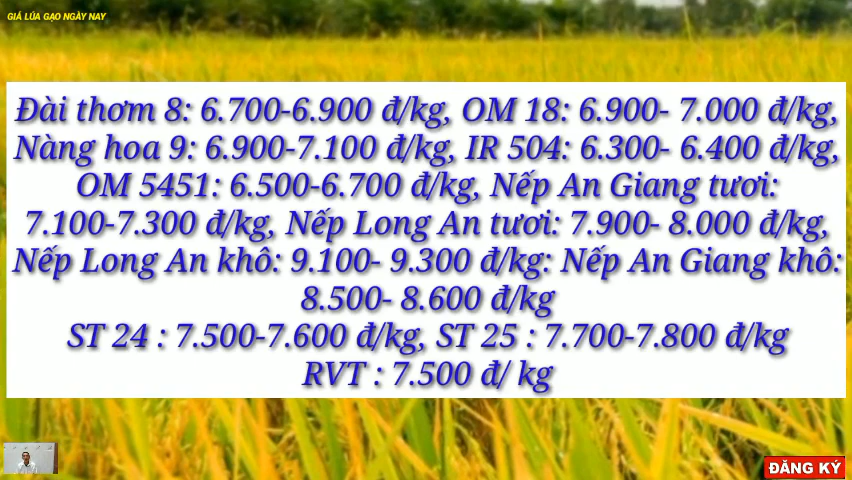 GIÁ LÚA GẠO NGÀY NAY
Đài thơm 8: 6.700-6.900 đ/kg, OM 18: 6.900- 7.000 đ/kg,
Nàng hoa 9: 6.900-7.100 đ/kg, IR 504: 6.300- 6.400 đ/kg,
OM 5451: 6.500-6.700 đ/kg, Nếp An Giang tươi:
7.100-7.300 đ/kg, Nếp Long An tươi: 7.900- 8.000 đ/kg,
Nếp Long An khô: 9.100- 9.300 đ/kg: Nếp An Giang khô:
8.500- 8.600 đ/kg
ST 24 : 7.500-7.600 đ/kg, ST 25 : 7.700-7.800 đ/kg
RVT : 7.500 đ/ kg
ĐĂNG KÝ